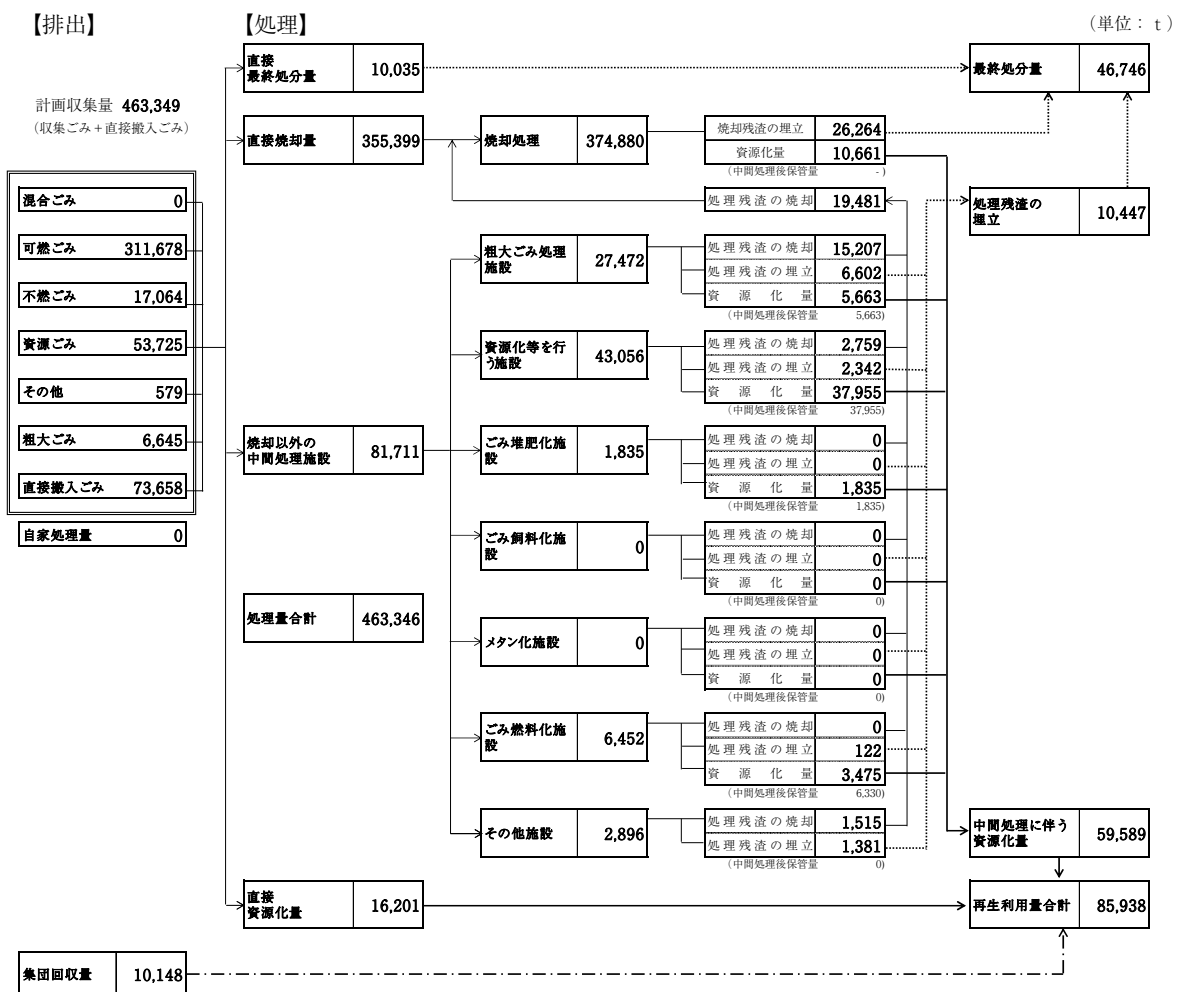 【排出】
【処理】
（単位：ｔ）
直接
最終処分量
10,035
最終処分量
46,746
計画収集量 463,349
（収集ごみ＋直接搬入ごみ）
直接焼却量
355,399
焼却処理
374,880
焼却残渣の埋立 26,264
資源化量 10,661
（中間処理後保管量 - )
処理残渣の焼却 19,481
処理残渣の
埋立
10,447
混合ごみ 0
可燃ごみ 311,678
不燃ごみ 17,064
資源ごみ 53,725
その他 579
粗大ごみ 6,645
直接搬入ごみ 73,658
自家処理量 0
焼却以外の
中間処理施設
81,711
処理量合計
463,346
粗大ごみ処理
施設
27,472
処理残渣の焼却 15,207
処理残渣の埋立 6,602
資源化量 5,663
（中間処理後保管量 5,663)
資源化等を行
う施設
43,056
処理残渣の焼却 2,759
処理残渣の埋立 2,342
資源化量 37,955
（中間処理後保管量 37,955)
ごみ堆肥化施
設
1,835
処理残渣の焼却 0
処理残渣の埋立 0
資源化量 1,835
（中間処理後保管量 1,835)
ごみ飼料化施
設
0
処理残渣の焼却 0
処理残渣の埋立 0
資源化量 0
（中間処理後保管量 0)
メタン化施設
0
処理残渣の焼却 0
処理残渣の埋立 0
資源化量 0
（中間処理後保管量 0)
ごみ燃料化施
設
6,452
処理残渣の焼却 0
処理残渣の埋立 122
資源化量 3,475
（中間処理後保管量 6,330)
その他施設
2,896
処理残渣の焼却 1,515
処理残渣の埋立 1,381
（中間処理後保管量 0)
中間処理に伴う
資源化量
59,589
直接
資源化量
16,201
再生利用量合計
85,938
集団回収量
10,148